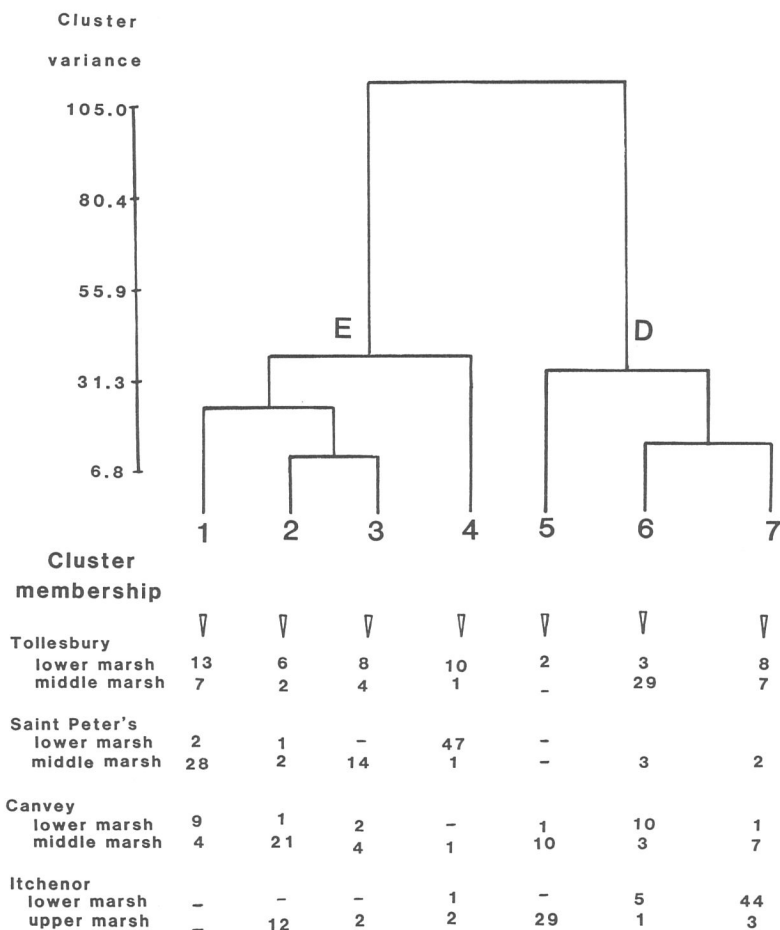 Cluster
variance
105.0
80.4
55.9
E D
31.3
6.8
1 2 3 4 5 6 7
Cluster
membership
Tollesbury
lower marsh 13 6 8 10 2 3 8
middle marsh 7 2 4 1 – 29 7
Saint Peter's
lower marsh 2 1 – 47 –
middle marsh 28 2 14 1 – 3 2
Canvey
lower marsh 9 1 2 – 1 10 1
middle marsh 4 21 4 1 10 3 7
Itchenor
lower marsh – – – 1 – 5 44
upper marsh – 12 2 2 29 1 3